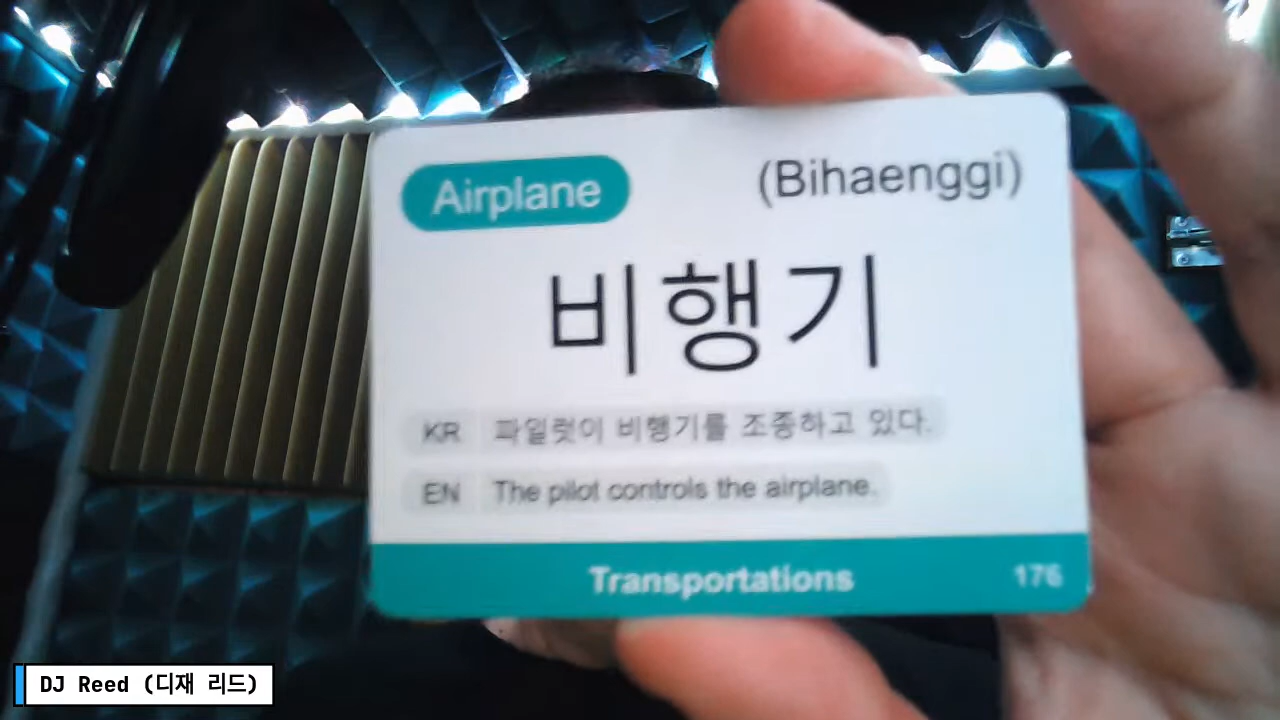 Airplane
(Bihaenggi)
비행기
KR 파일럿이 비행기를 조종하고 있다.
EN The pilot controls the airplane.
Transportations
176
DJ Reed (디재 리드)